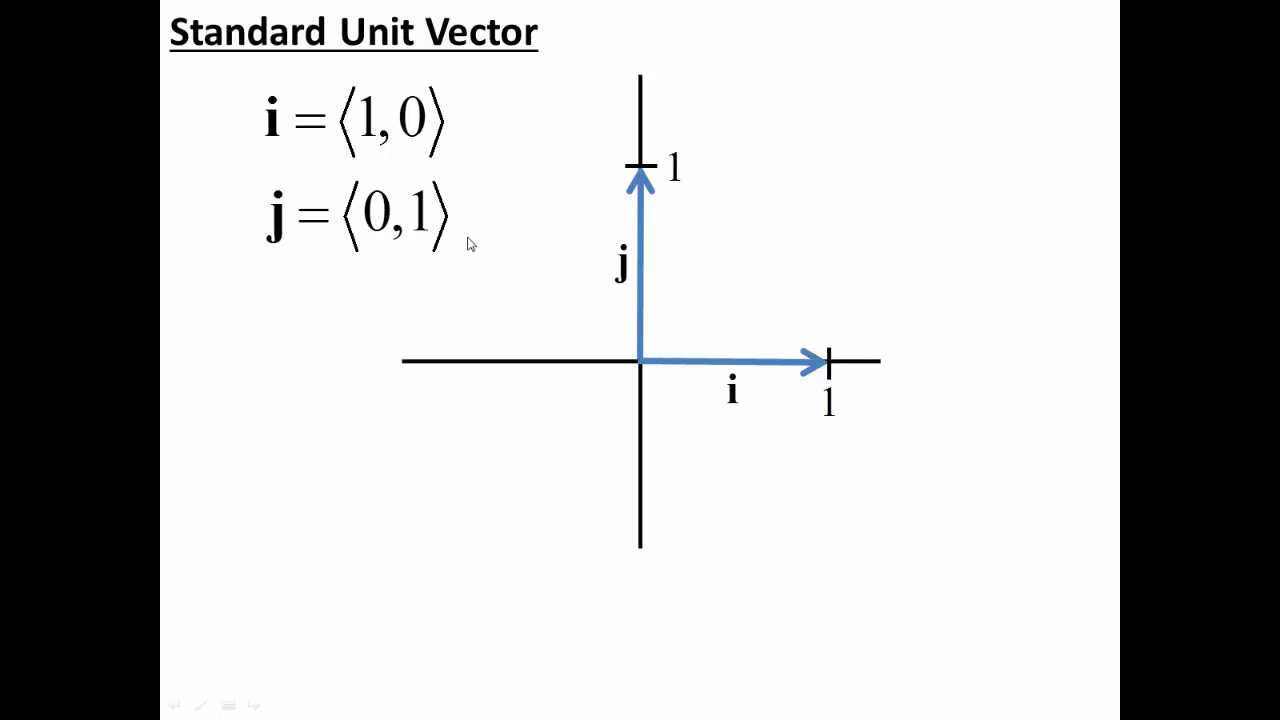 Standard Unit Vector
i = ⟨1, 0⟩
j = ⟨0, 1⟩
1
j
i
1